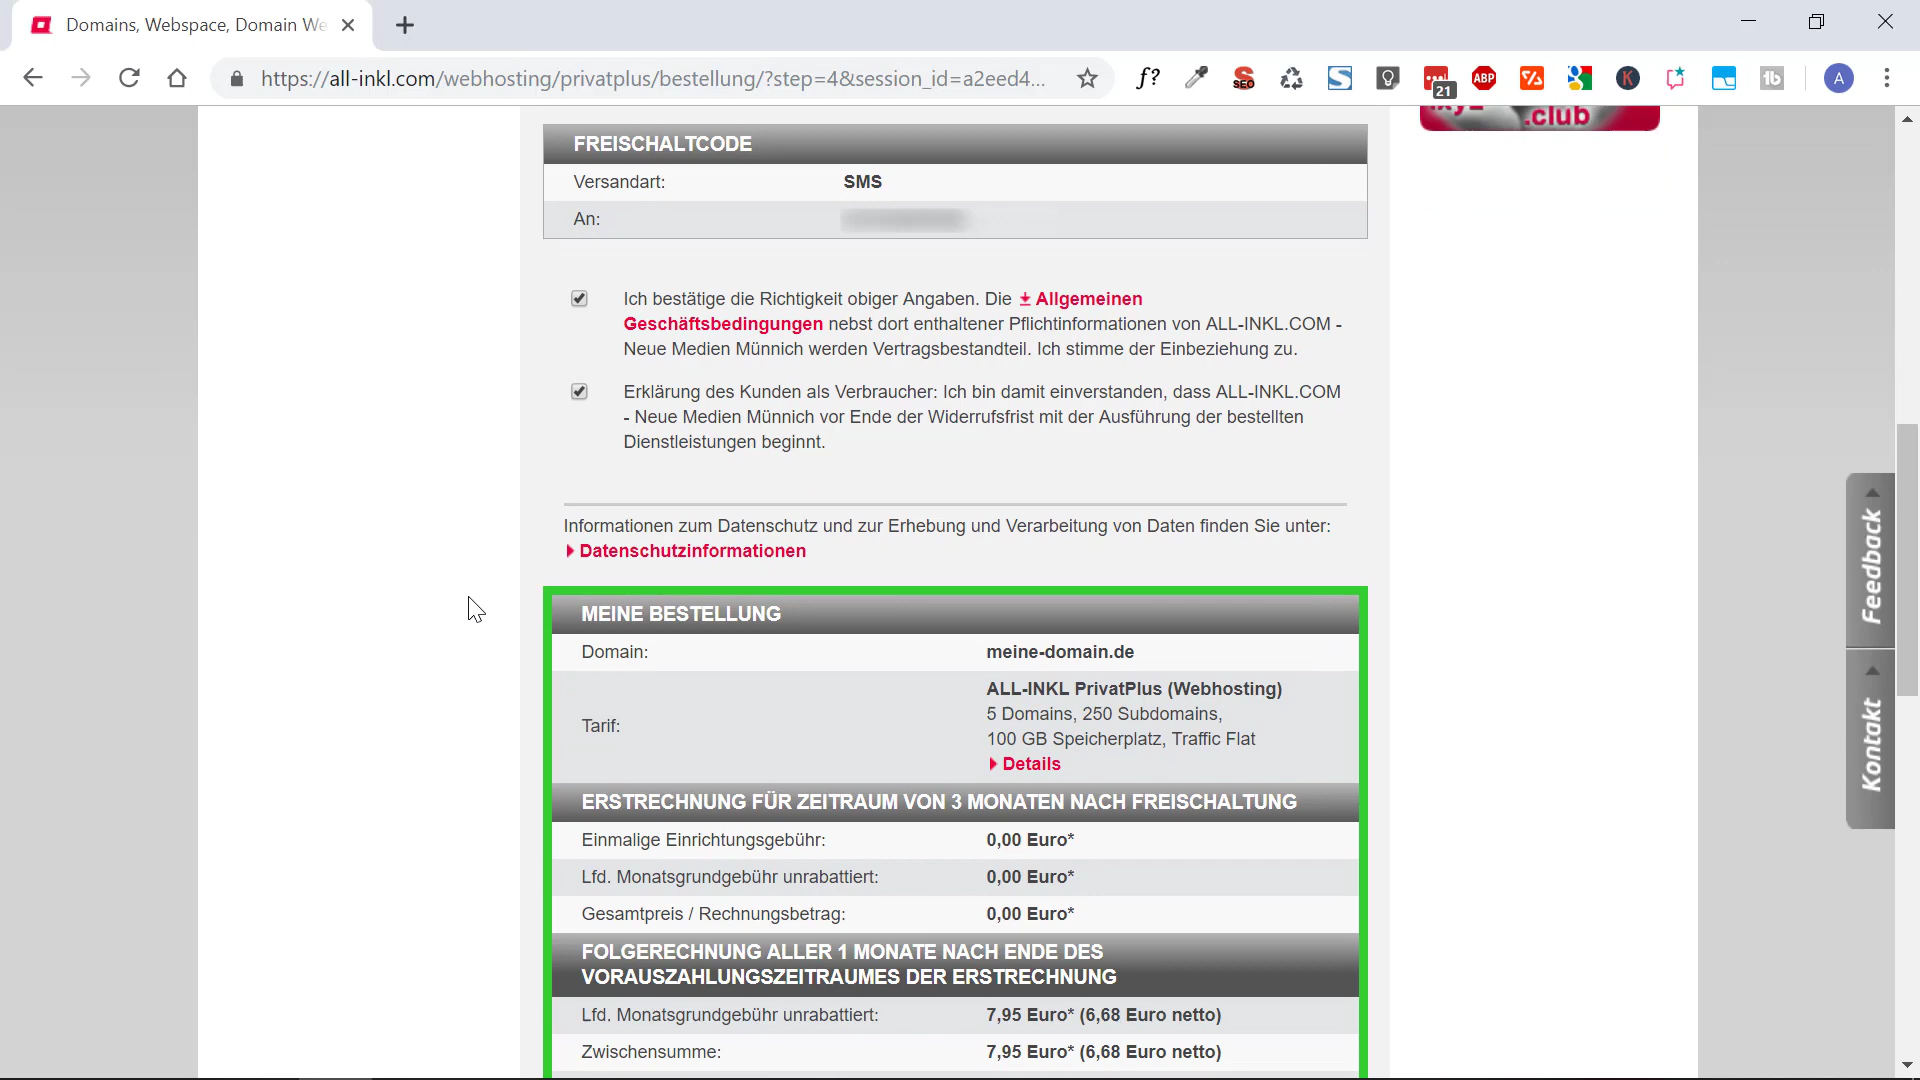 Domains, Webspace, Domain We
https://all-inkl.com/webhosting/privatplus/bestellung/?step=4&session_id=a2eed4...
f?
SEO
21
ABP
K
1b
A
.club
FREISCHALTCODE
Versandart: SMS
An:
Ich bestätige die Richtigkeit obiger Angaben. Die Allgemeinen
Geschäftsbedingungen nebst dort enthaltener Pflichtinformationen von ALL-INKL.COM -
Neue Medien Münnich werden Vertragsbestandteil. Ich stimme der Einbeziehung zu.
Erklärung des Kunden als Verbraucher: Ich bin damit einverstanden, dass ALL-INKL.COM
- Neue Medien Münnich vor Ende der Widerrufsfrist mit der Ausführung der bestellten
Dienstleistungen beginnt.
Informationen zum Datenschutz und zur Erhebung und Verarbeitung von Daten finden Sie unter:
Datenschutzinformationen
MEINE BESTELLUNG
Domain: meine-domain.de
Tarif: ALL-INKL PrivatPlus (Webhosting)
5 Domains, 250 Subdomains,
100 GB Speicherplatz, Traffic Flat
Details
ERSTRECHNUNG FÜR ZEITRAUM VON 3 MONATEN NACH FREISCHALTUNG
Einmalige Einrichtungsgebühr: 0,00 Euro*
Lfd. Monatsgrundgebühr unrabattiert: 0,00 Euro*
Gesamtpreis / Rechnungsbetrag: 0,00 Euro*
FOLGERECHNUNG ALLER 1 MONATE NACH ENDE DES
VORAUSZAHLUNGSZEITRAUMES DER ERSTRECHNUNG
Lfd. Monatsgrundgebühr unrabattiert: 7,95 Euro* (6,68 Euro netto)
Zwischensumme: 7,95 Euro* (6,68 Euro netto)
Feedback
Kontakt